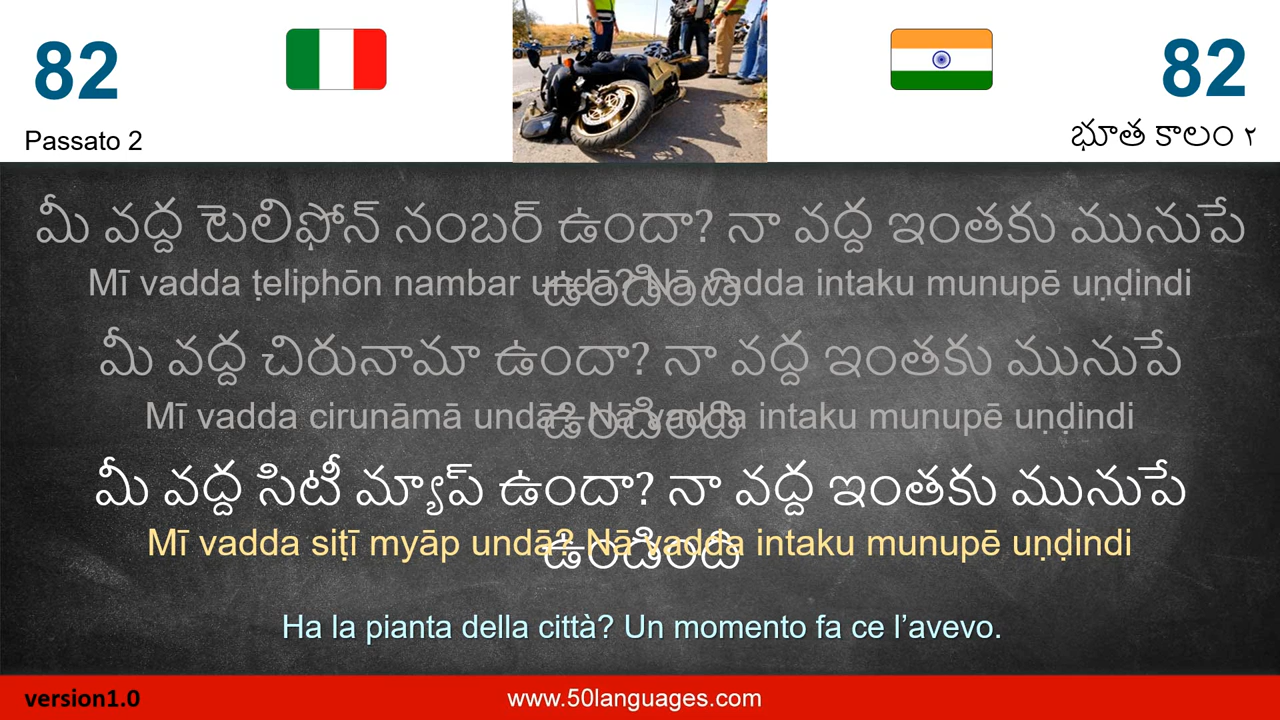 82
82
Passato 2
భూత కాలం ౨
మీ వద్ద టెలిఫోన్ నంబర్ ఉందా? నా వద్ద ఇంతకు మునుపే
ఉండింది
Mī vadda ṭeliphōn nambar undā? Nā vadda intaku munupē uṇḍindi
మీ వద్ద చిరునామా ఉందా? నా వద్ద ఇంతకు మునుపే
ఉండింది
Mī vadda cirunāmā undā? Nā vadda intaku munupē uṇḍindi
మీ వద్ద సిటీ మ్యాప్ ఉందా? నా వద్ద ఇంతకు మునుపే
ఉండింది
Mī vadda siṭī myāp undā? Nā vadda intaku munupē uṇḍindi
Ha la pianta della città? Un momento fa ce l’avevo.
version1.0
www.50languages.com